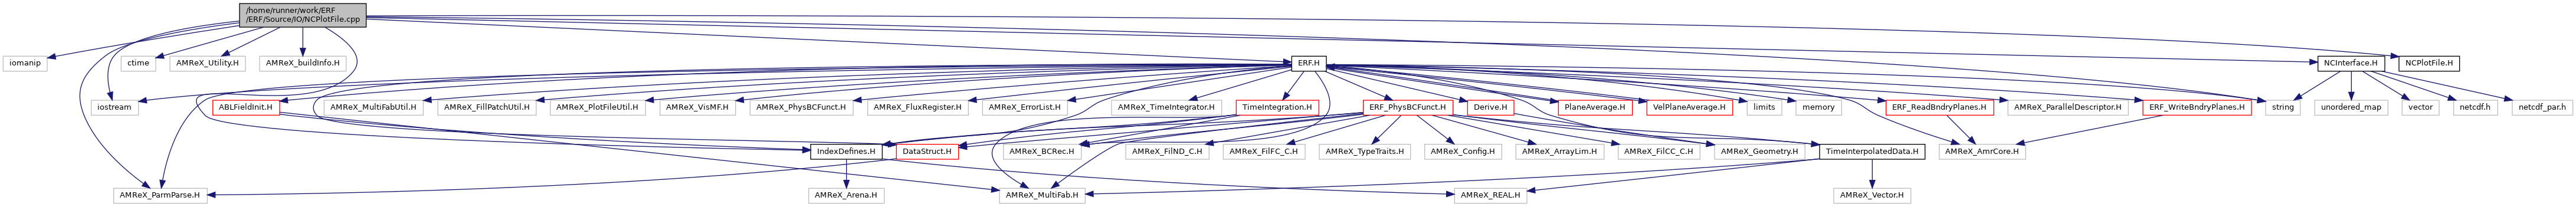 /home/runner/work/ERF
/ERF/Source/IO/NCPlotFile.cpp
iomanip
ctime
AMReX_Utility.H
AMReX_buildInfo.H
ERF.H
NCInterface.H
NCPlotFile.H
iostream
ABLFieldInit.H
AMReX_MultiFabUtil.H
AMReX_FillPatchUtil.H
AMReX_PlotFileUtil.H
AMReX_VisMF.H
AMReX_PhysBCFunct.H
AMReX_FluxRegister.H
AMReX_ErrorList.H
AMReX_TimeIntegrator.H
TimeIntegration.H
ERF_PhysBCFunct.H
Derive.H
PlaneAverage.H
VelPlaneAverage.H
limits
memory
ERF_ReadBndryPlanes.H
AMReX_ParallelDescriptor.H
ERF_WriteBndryPlanes.H
string
unordered_map
vector
netcdf.h
netcdf_par.h
IndexDefines.H
DataStruct.H
AMReX_BCRec.H
AMReX_FilND_C.H
AMReX_FilFC_C.H
AMReX_TypeTraits.H
AMReX_Config.H
AMReX_ArrayLim.H
AMReX_FilCC_C.H
AMReX_Geometry.H
TimeInterpolatedData.H
AMReX_AmrCore.H
AMReX_ParmParse.H
AMReX_Arena.H
AMReX_MultiFab.H
AMReX_REAL.H
AMReX_Vector.H